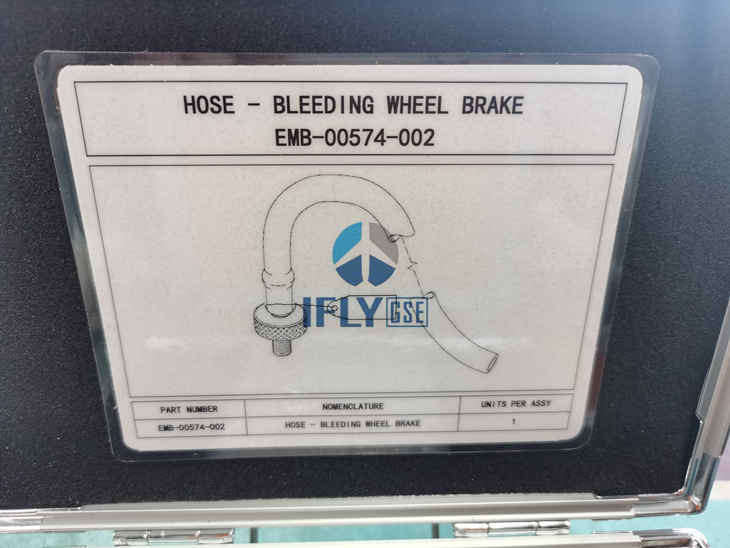 HOSE - BLEEDING WHEEL BRAKE
EMB-00574-002
IFLY GSE
PART NUMBER NOMENCLATURE UNITS PER ASSY
EMB-00574-002 HOSE - BLEEDING WHEEL BRAKE 1